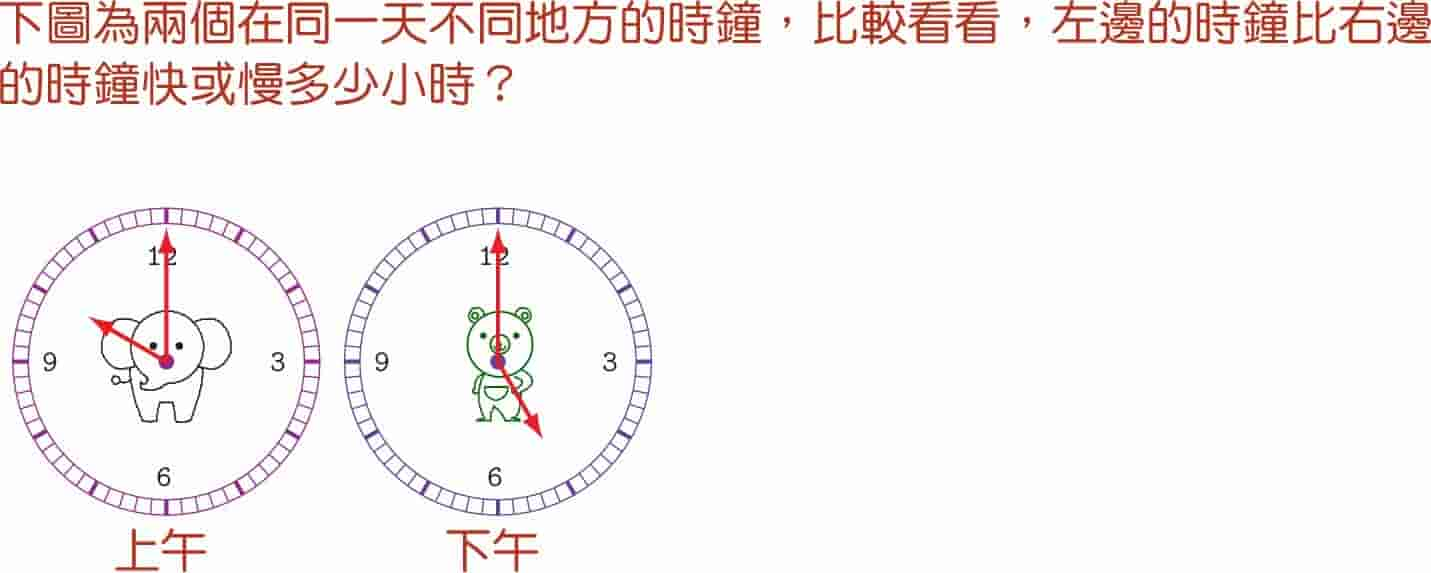 下圖為兩個在同一天不同地方的時鐘，比較看看，左邊的時鐘比右邊
的時鐘快或慢多少小時？
12 12
9 3 9 3
6 6
上午 下午